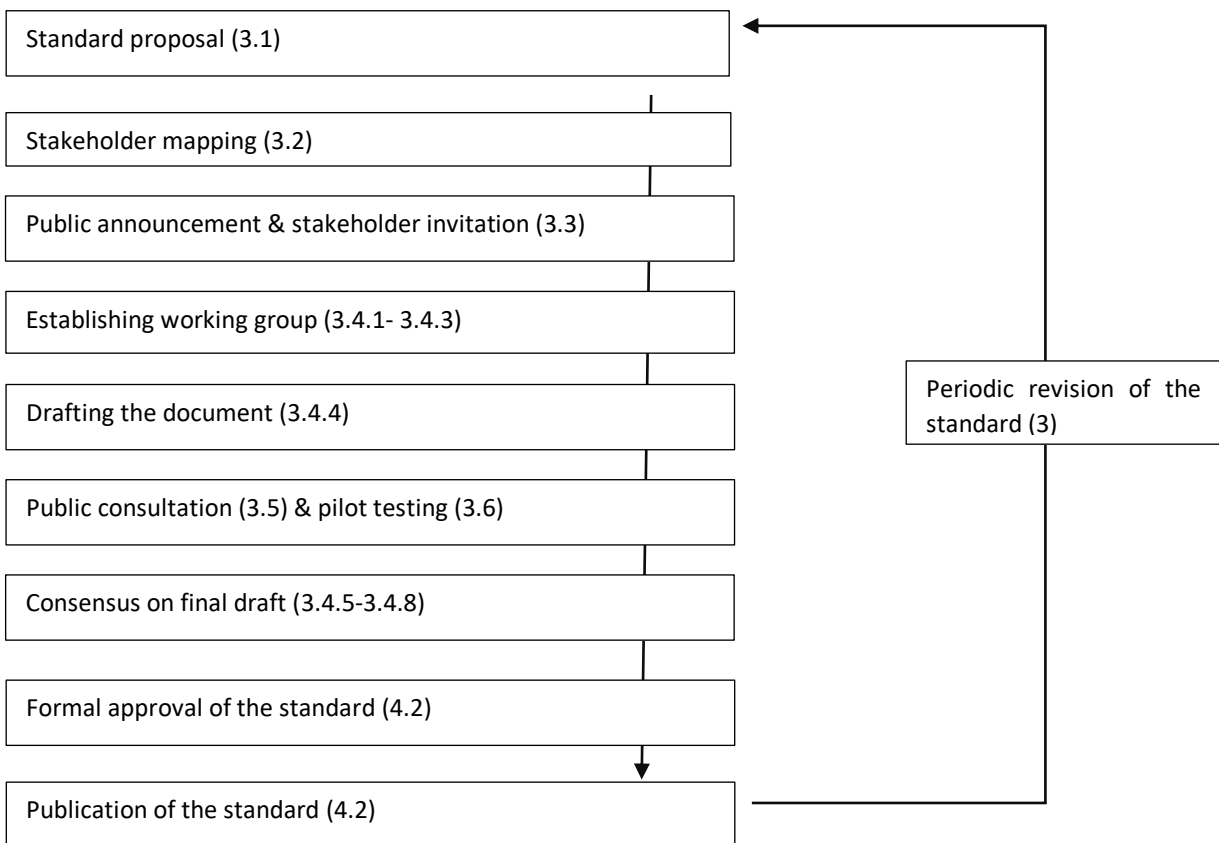 Standard proposal (3.1)
Stakeholder mapping (3.2)
Public announcement & stakeholder invitation (3.3)
Establishing working group (3.4.1- 3.4.3)
Drafting the document (3.4.4)
Public consultation (3.5) & pilot testing (3.6)
Consensus on final draft (3.4.5-3.4.8)
Formal approval of the standard (4.2)
Publication of the standard (4.2)
Periodic revision of the
standard (3)